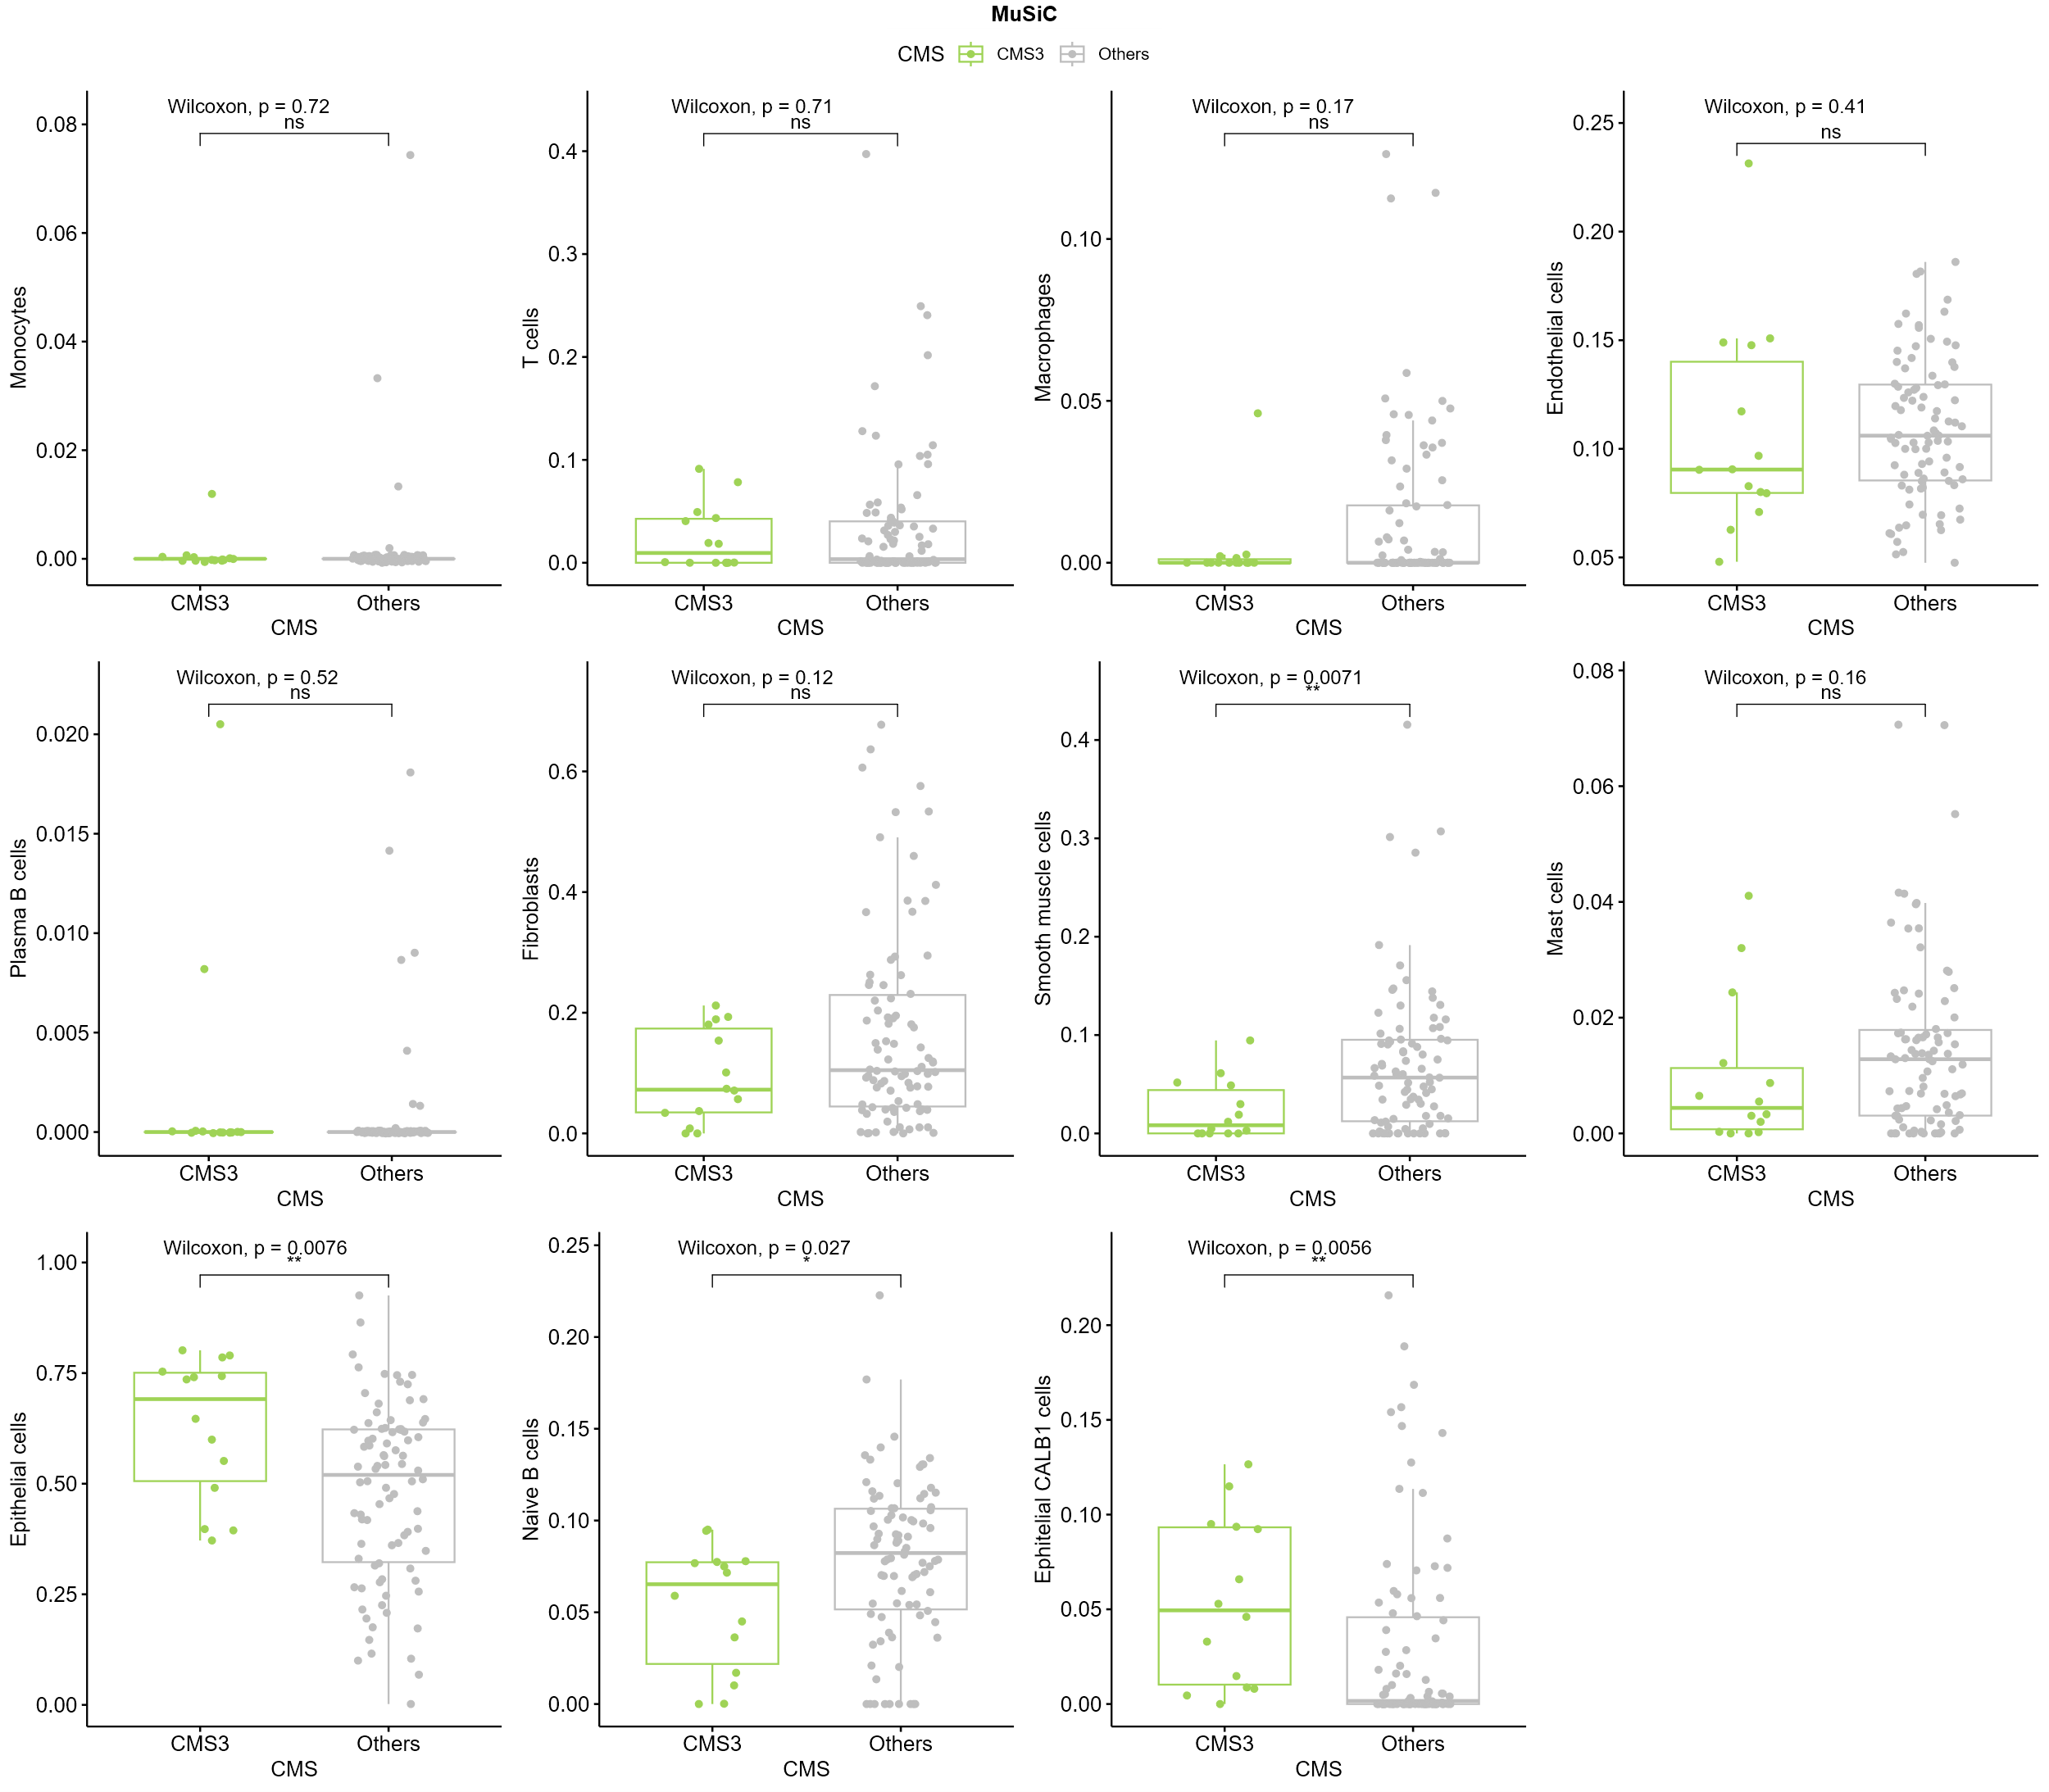 MuSiC
CMS CMS3 Others
Wilcoxon, p = 0.72
ns
0.08
0.06
0.04
0.02
0.00
Monocytes
CMS3 Others
CMS
Wilcoxon, p = 0.71
ns
0.4
0.3
0.2
0.1
0.0
T cells
CMS3 Others
CMS
Wilcoxon, p = 0.17
ns
0.10
0.05
0.00
Macrophages
CMS3 Others
CMS
Wilcoxon, p = 0.41
ns
0.25
0.20
0.15
0.10
0.05
Endothelial cells
CMS3 Others
CMS
Wilcoxon, p = 0.52
ns
0.020
0.015
0.010
0.005
0.000
Plasma B cells
CMS3 Others
CMS
Wilcoxon, p = 0.12
ns
0.6
0.4
0.2
0.0
Fibroblasts
CMS3 Others
CMS
Wilcoxon, p = 0.0071
**
0.4
0.3
0.2
0.1
0.0
Smooth muscle cells
CMS3 Others
CMS
Wilcoxon, p = 0.16
ns
0.08
0.06
0.04
0.02
0.00
Mast cells
CMS3 Others
CMS
Wilcoxon, p = 0.0076
**
1.00
0.75
0.50
0.25
0.00
Epithelial cells
CMS3 Others
CMS
Wilcoxon, p = 0.027
*
0.25
0.20
0.15
0.10
0.05
0.00
Naive B cells
CMS3 Others
CMS
Wilcoxon, p = 0.0056
**
0.20
0.15
0.10
0.05
0.00
Ephitelial CALB1 cells
CMS3 Others
CMS